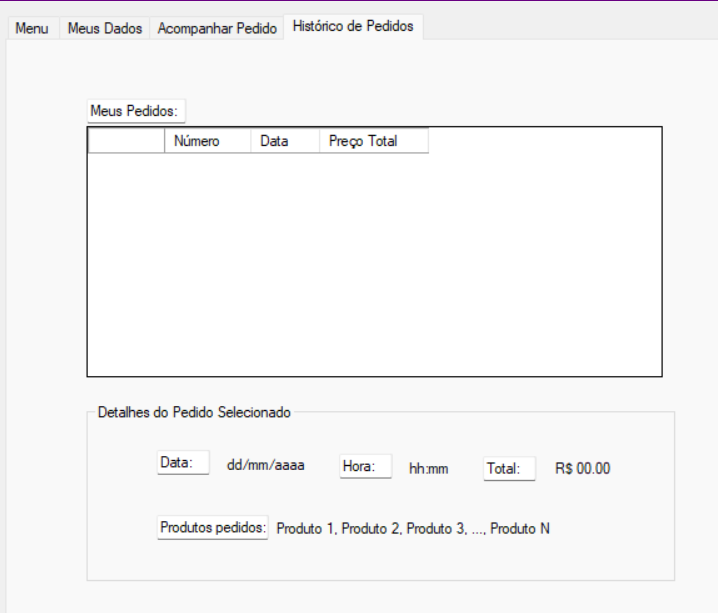 Menu Meus Dados Acompanhar Pedido Histórico de Pedidos
Meus Pedidos:
Número Data Preço Total
Detalhes do Pedido Selecionado
Data: dd/mm/aaaa Hora: hh:mm Total: R$ 00.00
Produtos pedidos: Produto 1, Produto 2, Produto 3, ..., Produto N